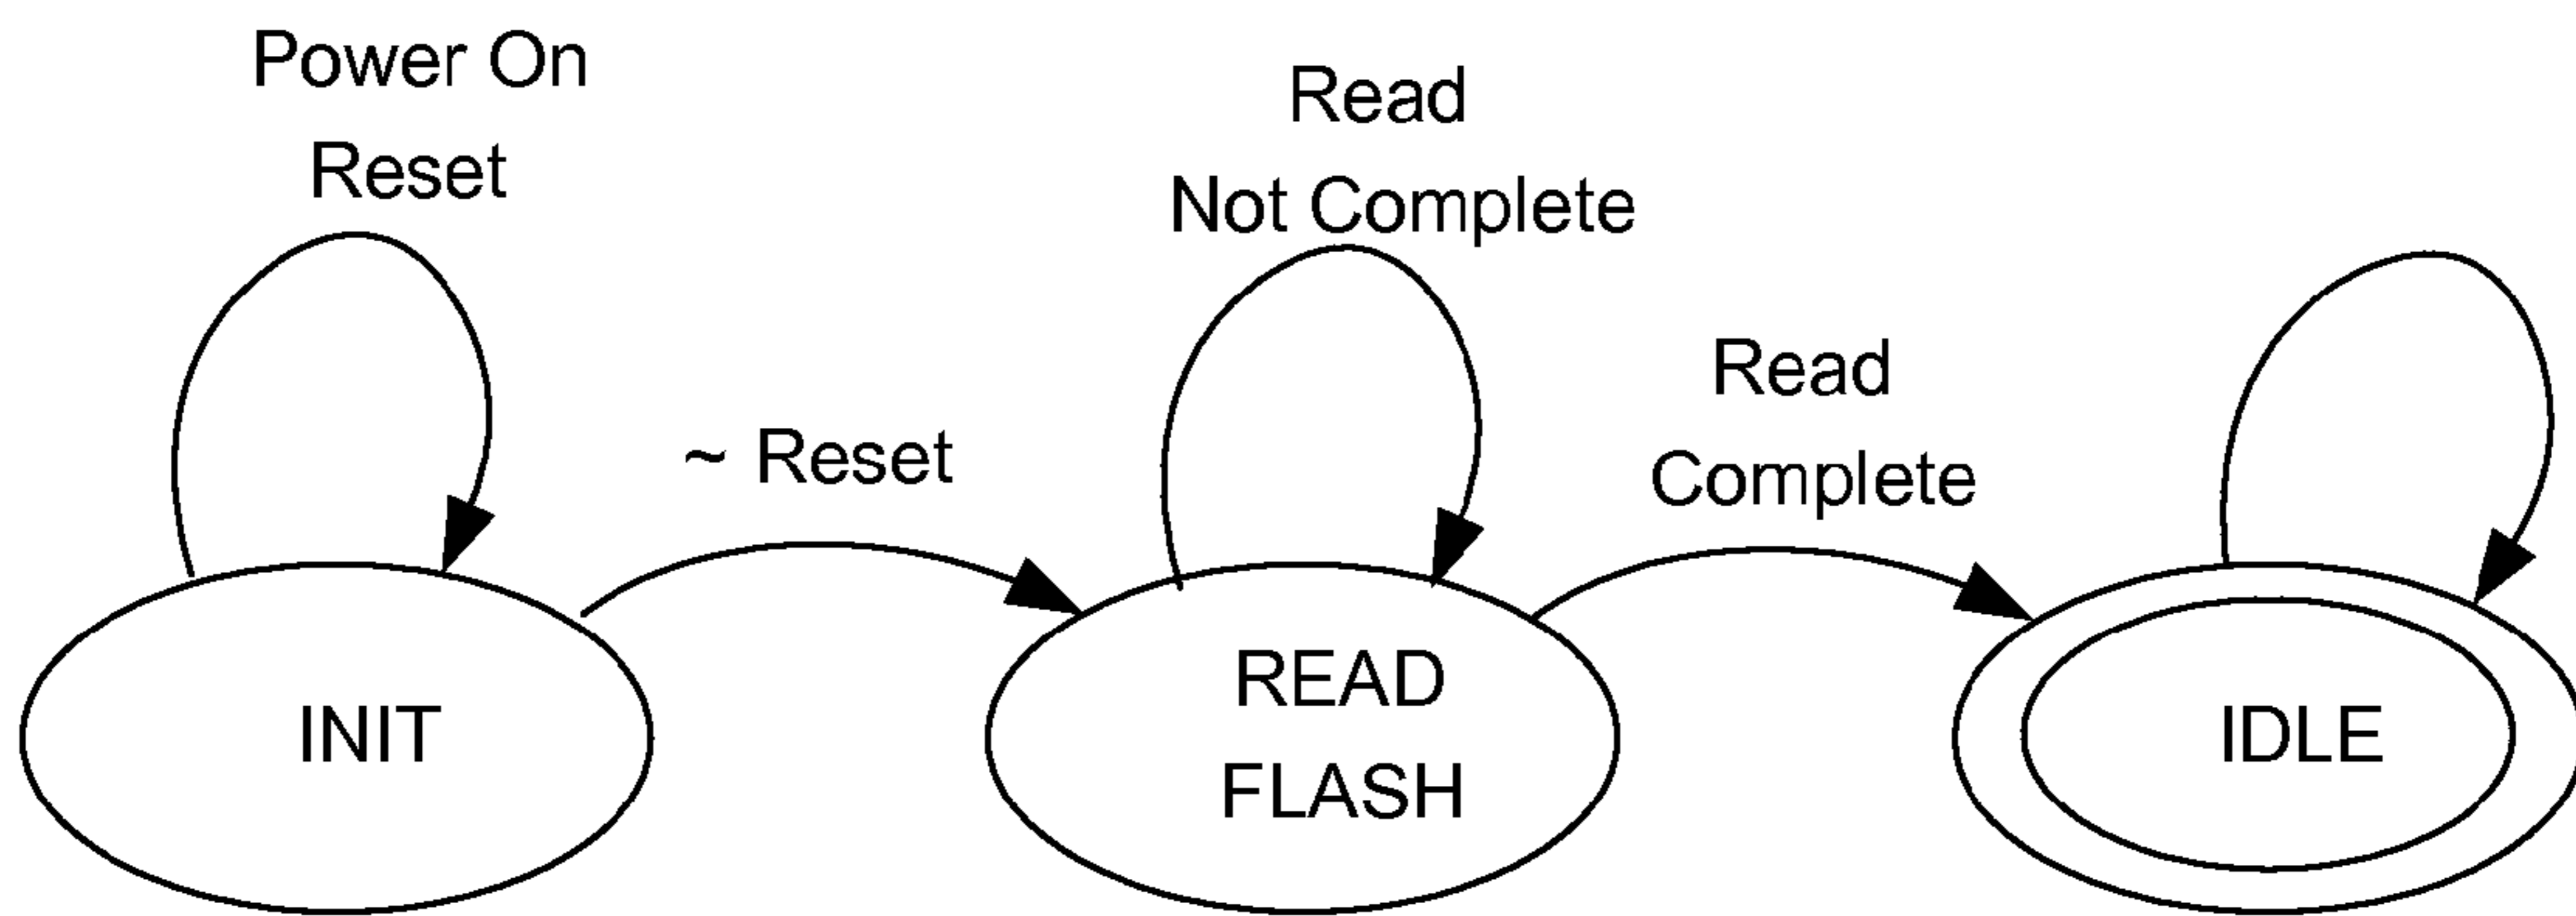 Power On
Reset
Read
Not Complete
~ Reset
Read
Complete
INIT
READ
FLASH
IDLE